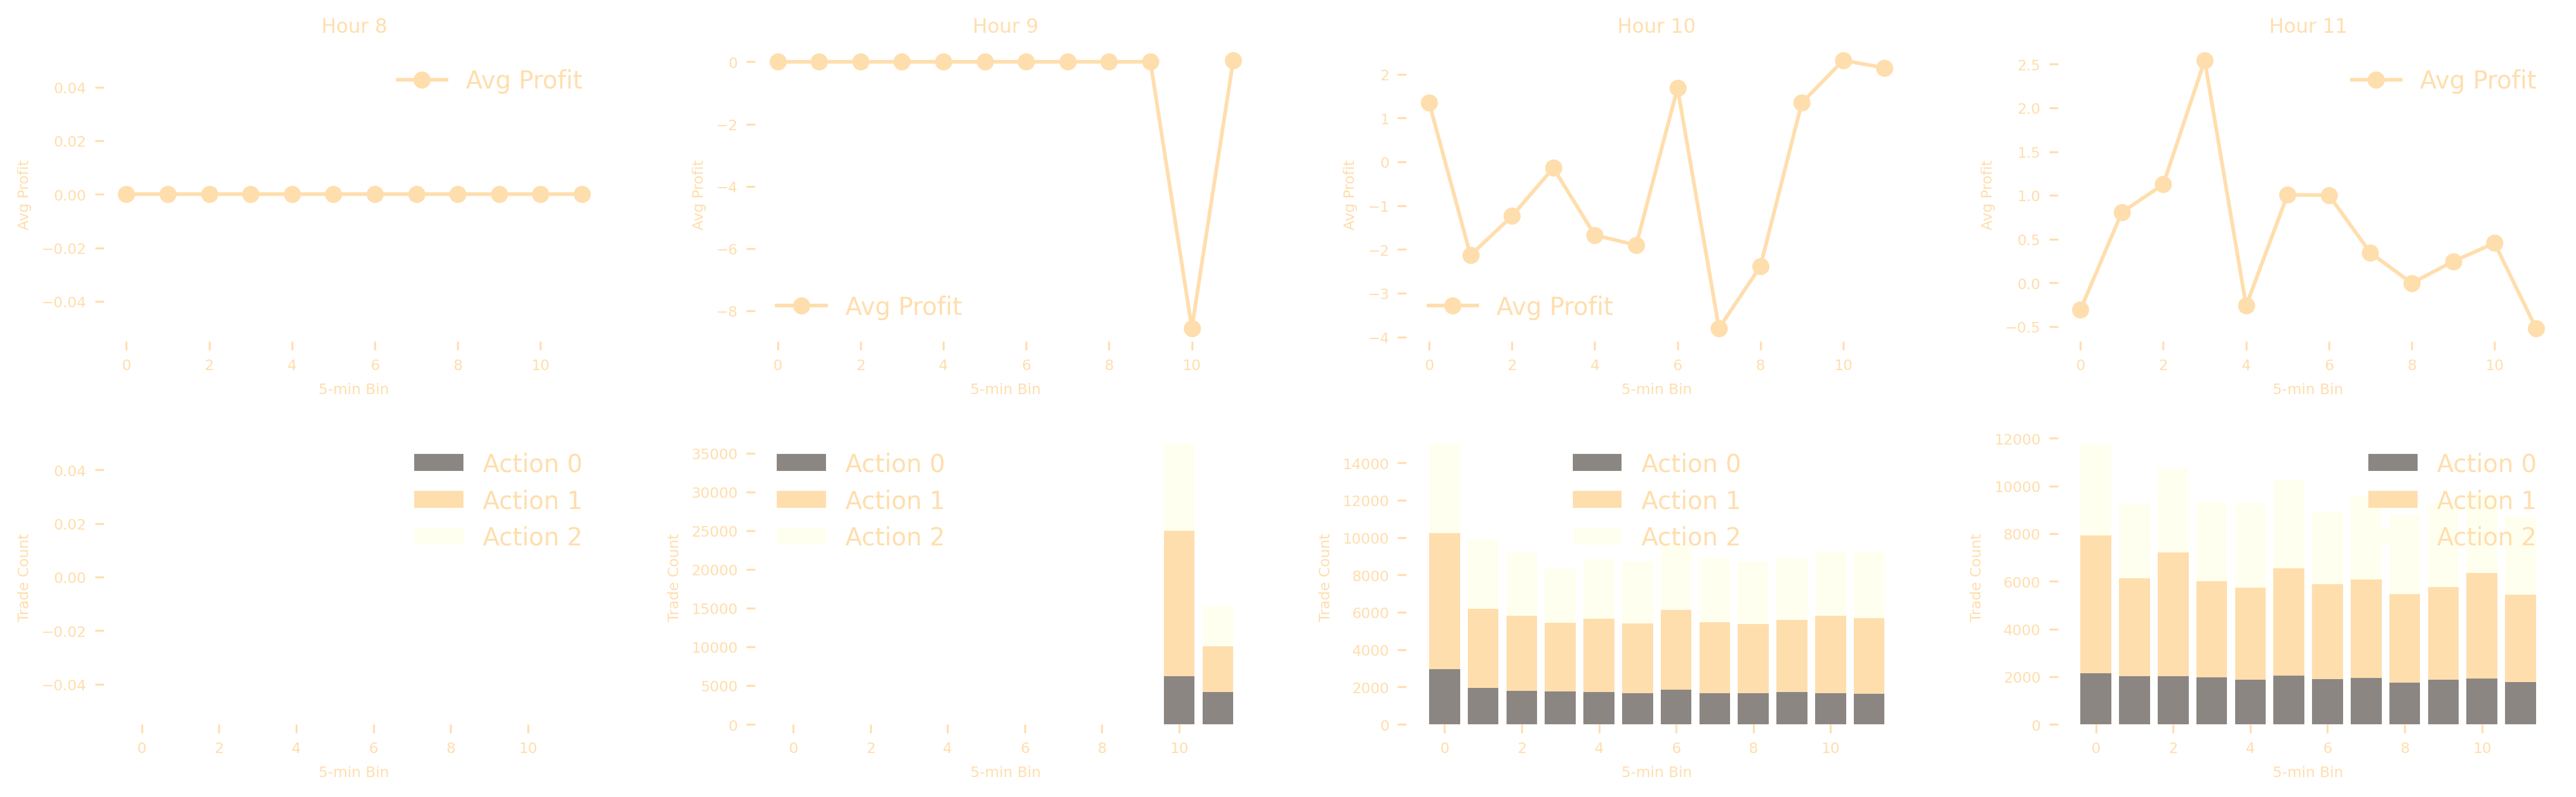 Hour 8
Avg Profit
0.04
0.02
0.00
−0.02
−0.04
Avg Profit
0 2 4 6 8 10
5-min Bin
Hour 9
Avg Profit
0
−2
−4
−6
−8
Avg Profit
0 2 4 6 8 10
5-min Bin
Hour 10
Avg Profit
2
1
0
−1
−2
−3
−4
Avg Profit
0 2 4 6 8 10
5-min Bin
Hour 11
Avg Profit
2.5
2.0
1.5
1.0
0.5
0.0
−0.5
Avg Profit
0 2 4 6 8 10
5-min Bin
Action 0
Action 1
Action 2
0.04
0.02
0.00
−0.02
−0.04
Trade Count
0 2 4 6 8 10
5-min Bin
Action 0
Action 1
Action 2
35000
30000
25000
20000
15000
10000
5000
0
Trade Count
0 2 4 6 8 10
5-min Bin
Action 0
Action 1
Action 2
14000
12000
10000
8000
6000
4000
2000
0
Trade Count
0 2 4 6 8 10
5-min Bin
Action 0
Action 1
Action 2
12000
10000
8000
6000
4000
2000
0
Trade Count
0 2 4 6 8 10
5-min Bin